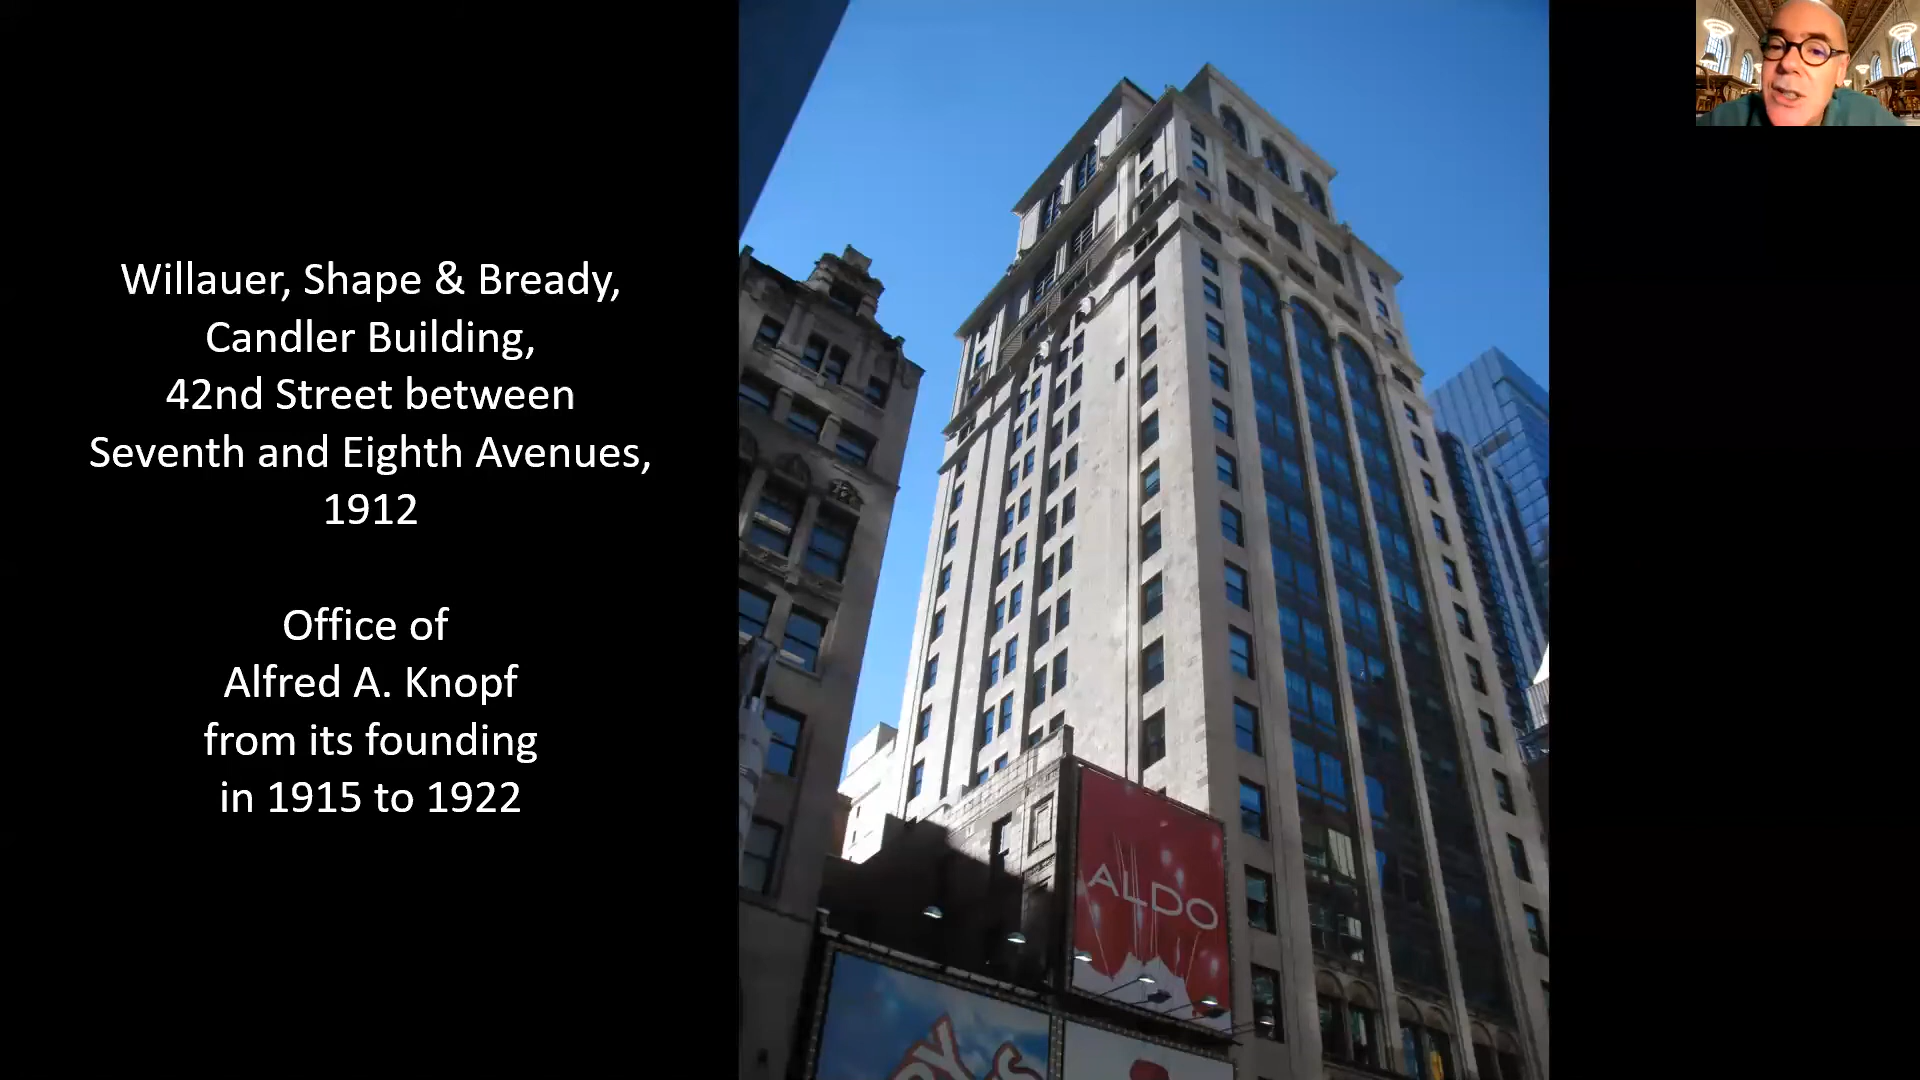 Willauer, Shape & Bready,
Candler Building,
42nd Street between
Seventh and Eighth Avenues,
1912
Office of
Alfred A. Knopf
from its founding
in 1915 to 1922
ALDO